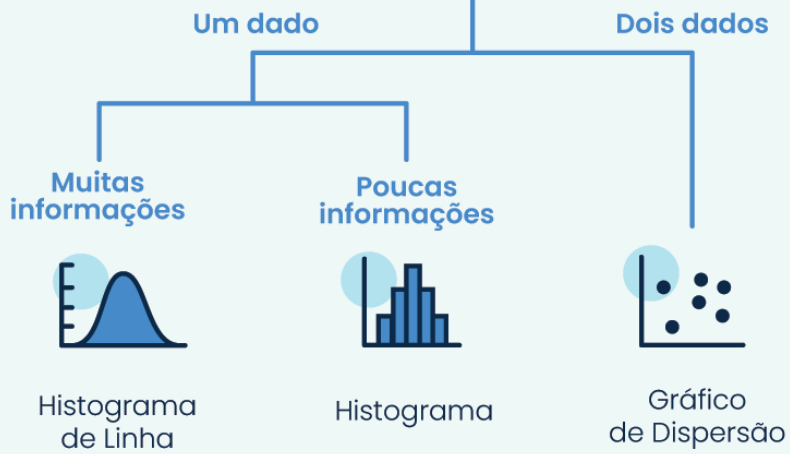 Um dado
Dois dados
Muitas
informações
Poucas
informações
Histograma
de Linha
Histograma
Gráfico
de Dispersão